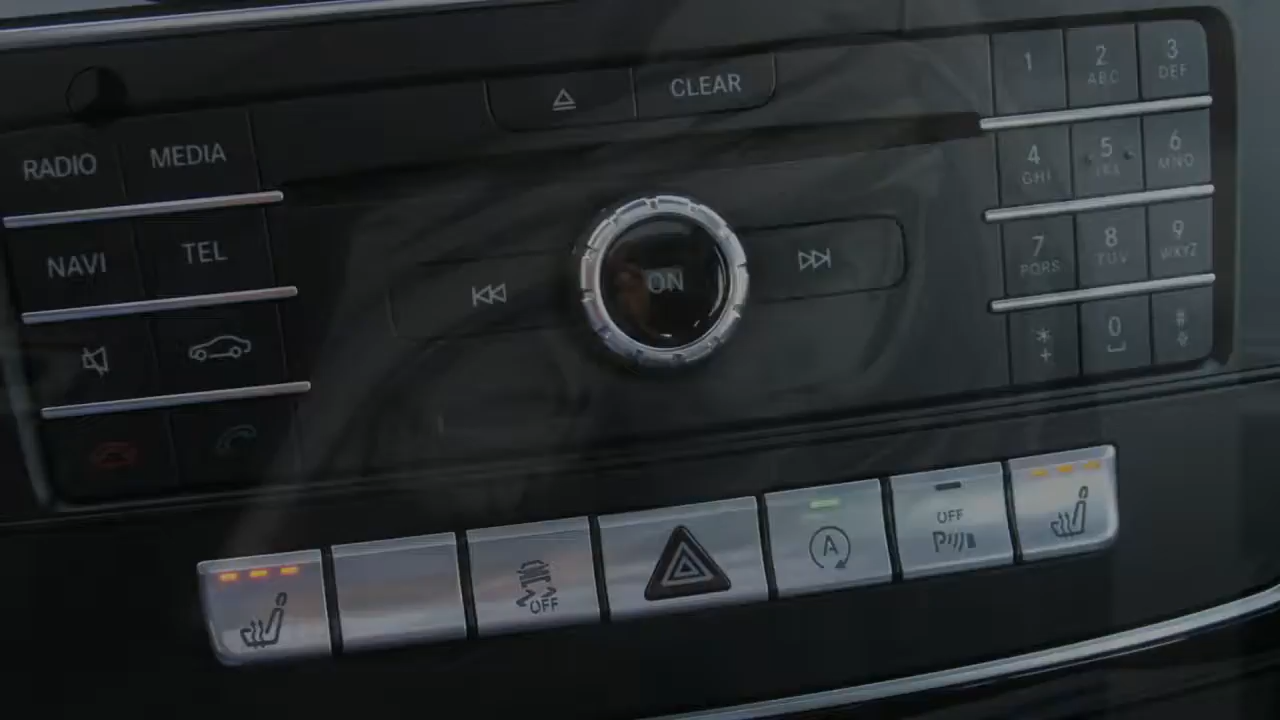 CLEAR
1
2
ABC
3
DEF
RADIO
MEDIA
4
GHI
5
JKL
6
MNO
NAVI
TEL
ON
7
PQRS
8
TUV
9
WXYZ
*
+
0
#
OFF
A
OFF
P